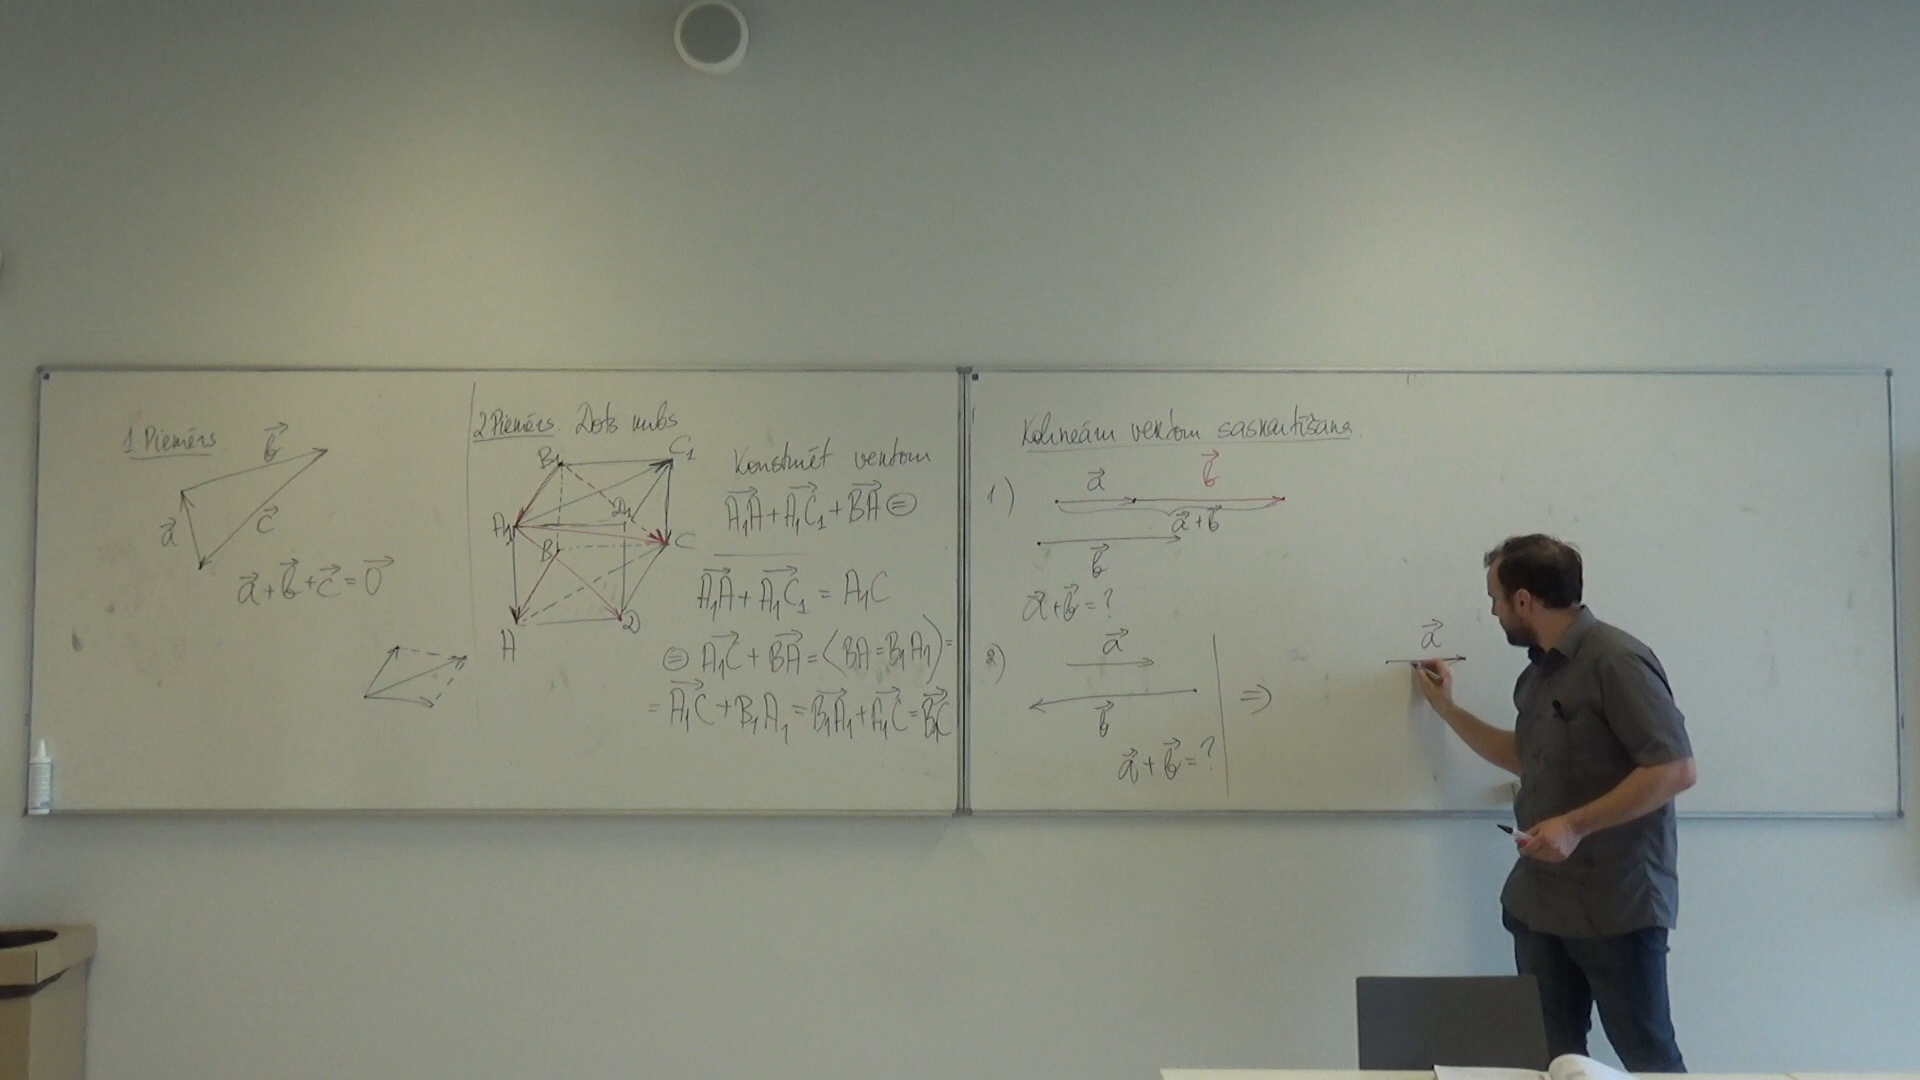 1 Piemērs
b⃗
a⃗
c⃗
a⃗ + b⃗ + c⃗ = 0⃗
2 Piemērs. Dots kubs
B₁
C₁
A₁
D₁
B
C
A
D
Konstruēt vektoru
A₁A⃗ + A₁C₁⃗ + BA⃗ ⊜
A₁A⃗ + A₁C₁⃗ = A₁C
⊜ A₁C⃗ + BA⃗ = (BA = B₁A₁) =
= A₁C⃗ + B₁A₁ = B₁A₁⃗ + A₁C⃗ = B₁C⃗
Kolineāru vektoru saskaitīšana.
1)
a⃗
b⃗
a⃗ + b⃗
b⃗
a⃗ + b⃗ = ?
2)
a⃗
b⃗
a⃗ + b⃗ = ?
⇒
a⃗